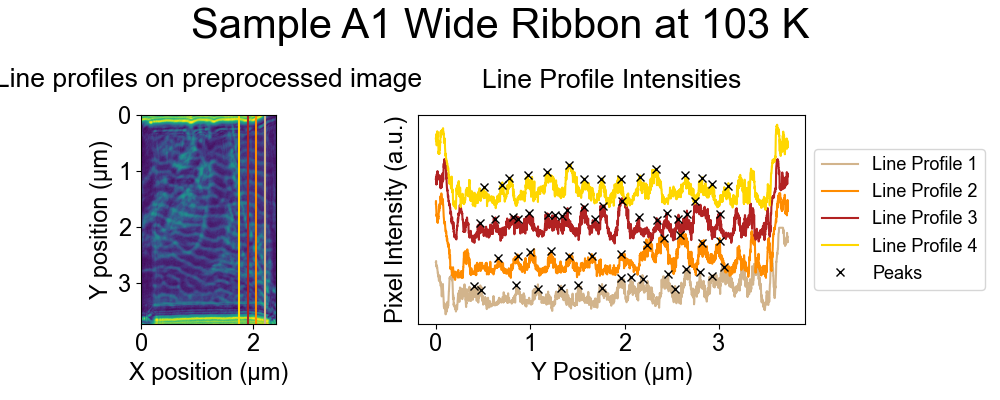 Sample A1 Wide Ribbon at 103 K
Line profiles on preprocessed image
Y position (μm)
0
1
2
3
0
2
X position (μm)
Line Profile Intensities
Pixel Intensity (a.u.)
0
1
2
3
Y Position (μm)
Line Profile 1
Line Profile 2
Line Profile 3
Line Profile 4
Peaks